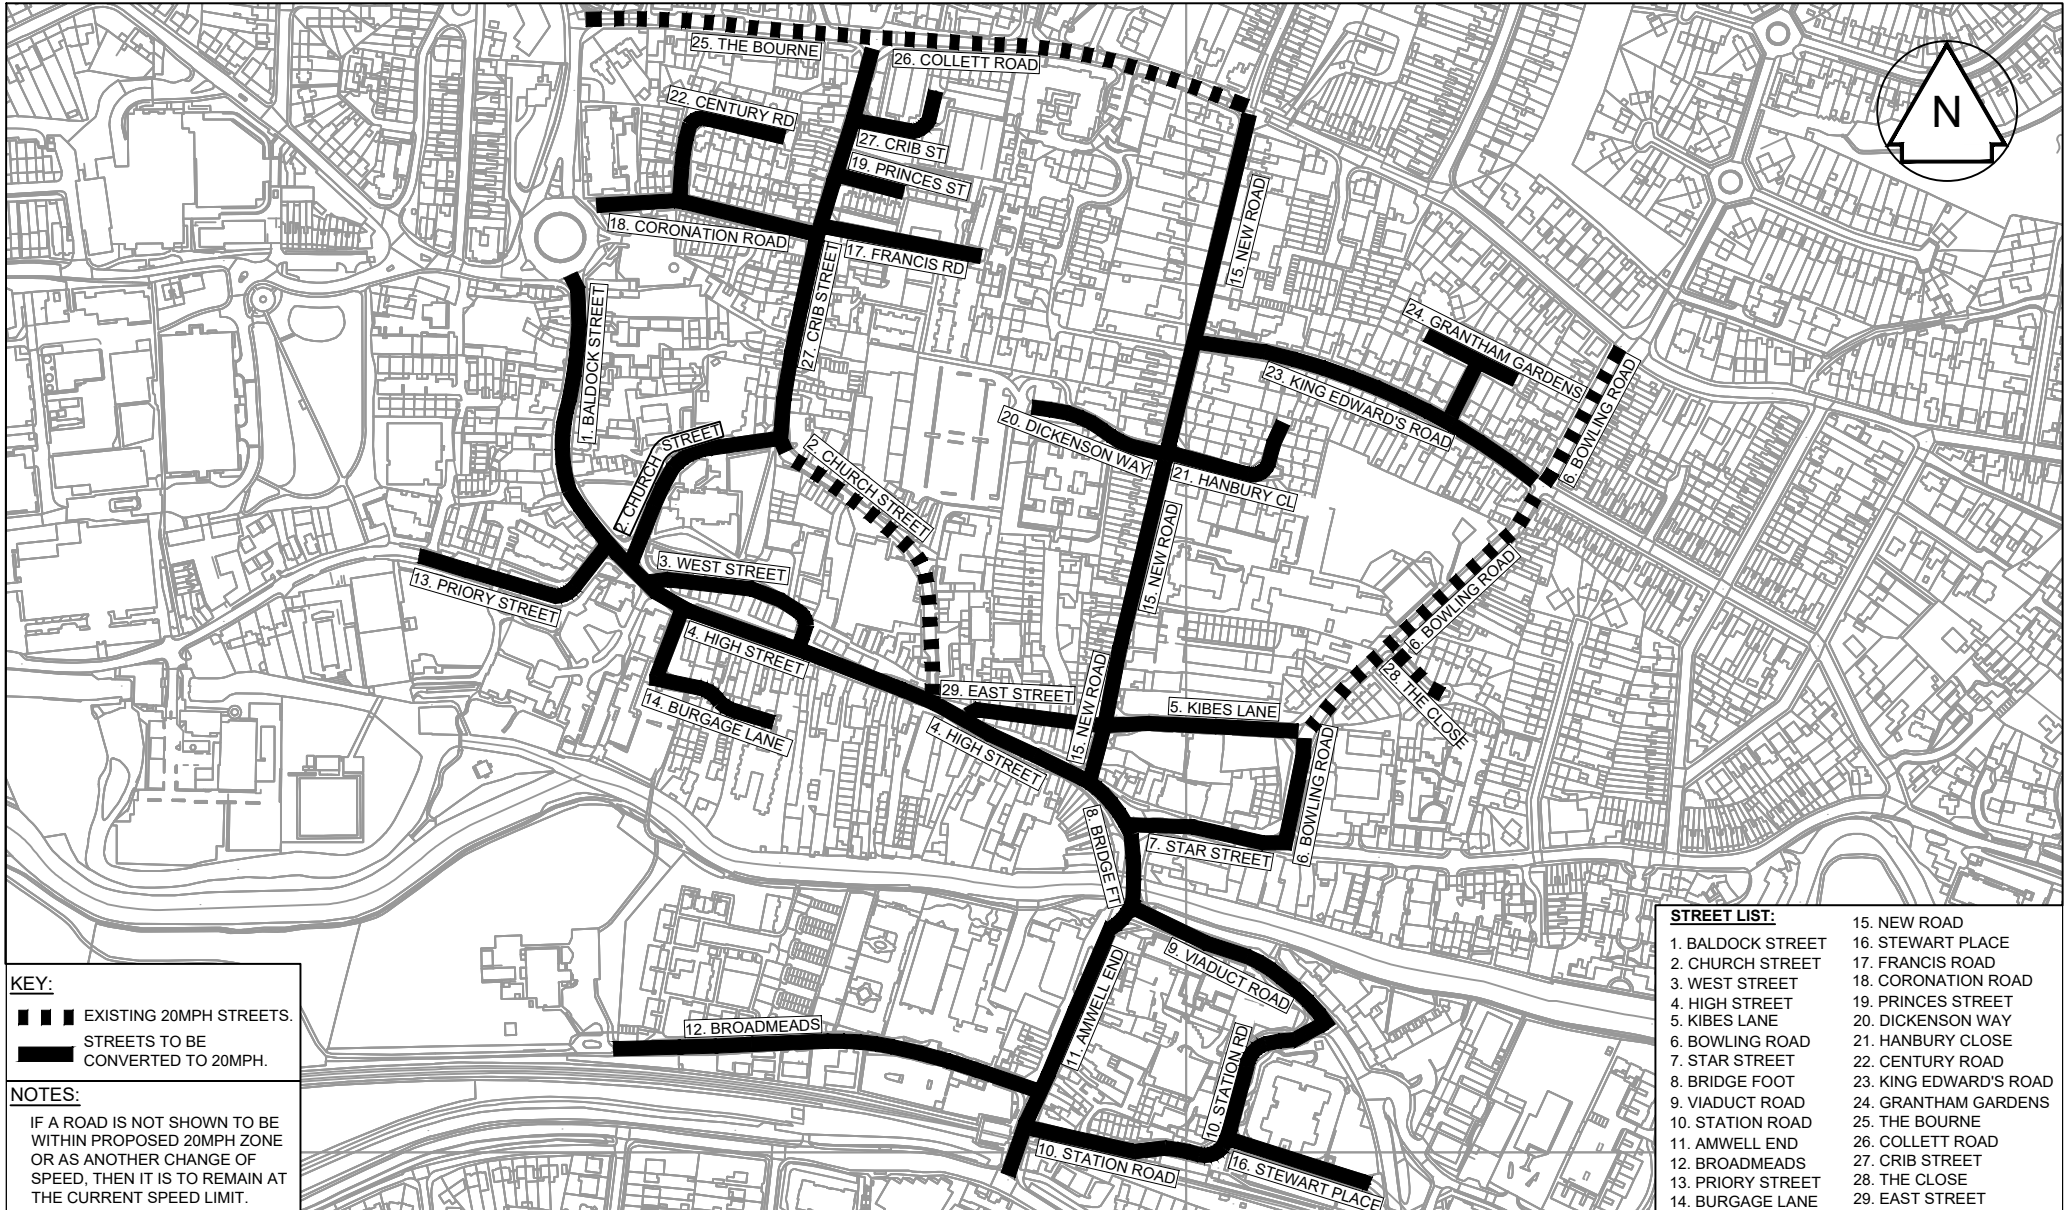 25. THE BOURNE
26. COLLETT ROAD
22. CENTURY RD
27. CRIB ST
19. PRINCES ST
N
15. NEW ROAD
18. CORONATION ROAD
17. FRANCIS RD
27. CRIB STREET
1. BALDOCK STREET
24. GRANTHAM GARDENS
6. BOWLING ROAD
23. KING EDWARD'S ROAD
20. DICKENSON WAY
21. HANBURY CL
2. CHURCH STREET
2. CHURCH STREET
15. NEW ROAD
3. WEST STREET
13. PRIORY STREET
6. BOWLING ROAD
4. HIGH STREET
28. THE CLOSE
29. EAST STREET
15. NEW ROAD
5. KIBES LANE
14. BURGAGE LANE
4. HIGH STREET
6. BOWLING ROAD
8. BRIDGE FT
7. STAR STREET
9. VIADUCT ROAD
11. AMWELL END
12. BROADMEADS
10. STATION RD
10. STATION ROAD
16. STEWART PLACE
KEY:
EXISTING 20MPH STREETS.
STREETS TO BE
CONVERTED TO 20MPH.
NOTES:
IF A ROAD IS NOT SHOWN TO BE
WITHIN PROPOSED 20MPH ZONE
OR AS ANOTHER CHANGE OF
SPEED, THEN IT IS TO REMAIN AT
THE CURRENT SPEED LIMIT.
STREET LIST:
1. BALDOCK STREET
2. CHURCH STREET
3. WEST STREET
4. HIGH STREET
5. KIBES LANE
6. BOWLING ROAD
7. STAR STREET
8. BRIDGE FOOT
9. VIADUCT ROAD
10. STATION ROAD
11. AMWELL END
12. BROADMEADS
13. PRIORY STREET
14. BURGAGE LANE
15. NEW ROAD
16. STEWART PLACE
17. FRANCIS ROAD
18. CORONATION ROAD
19. PRINCES STREET
20. DICKENSON WAY
21. HANBURY CLOSE
22. CENTURY ROAD
23. KING EDWARD'S ROAD
24. GRANTHAM GARDENS
25. THE BOURNE
26. COLLETT ROAD
27. CRIB STREET
28. THE CLOSE
29. EAST STREET